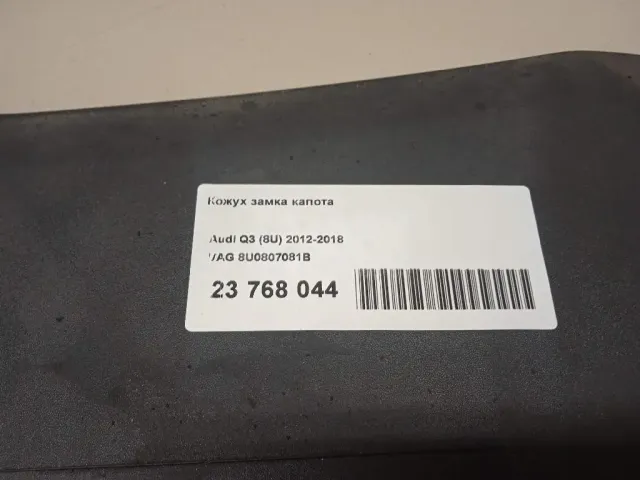 Кожух замка капота
Audi Q3 (8U) 2012-2018
VAG 8U0807081B
23 768 044